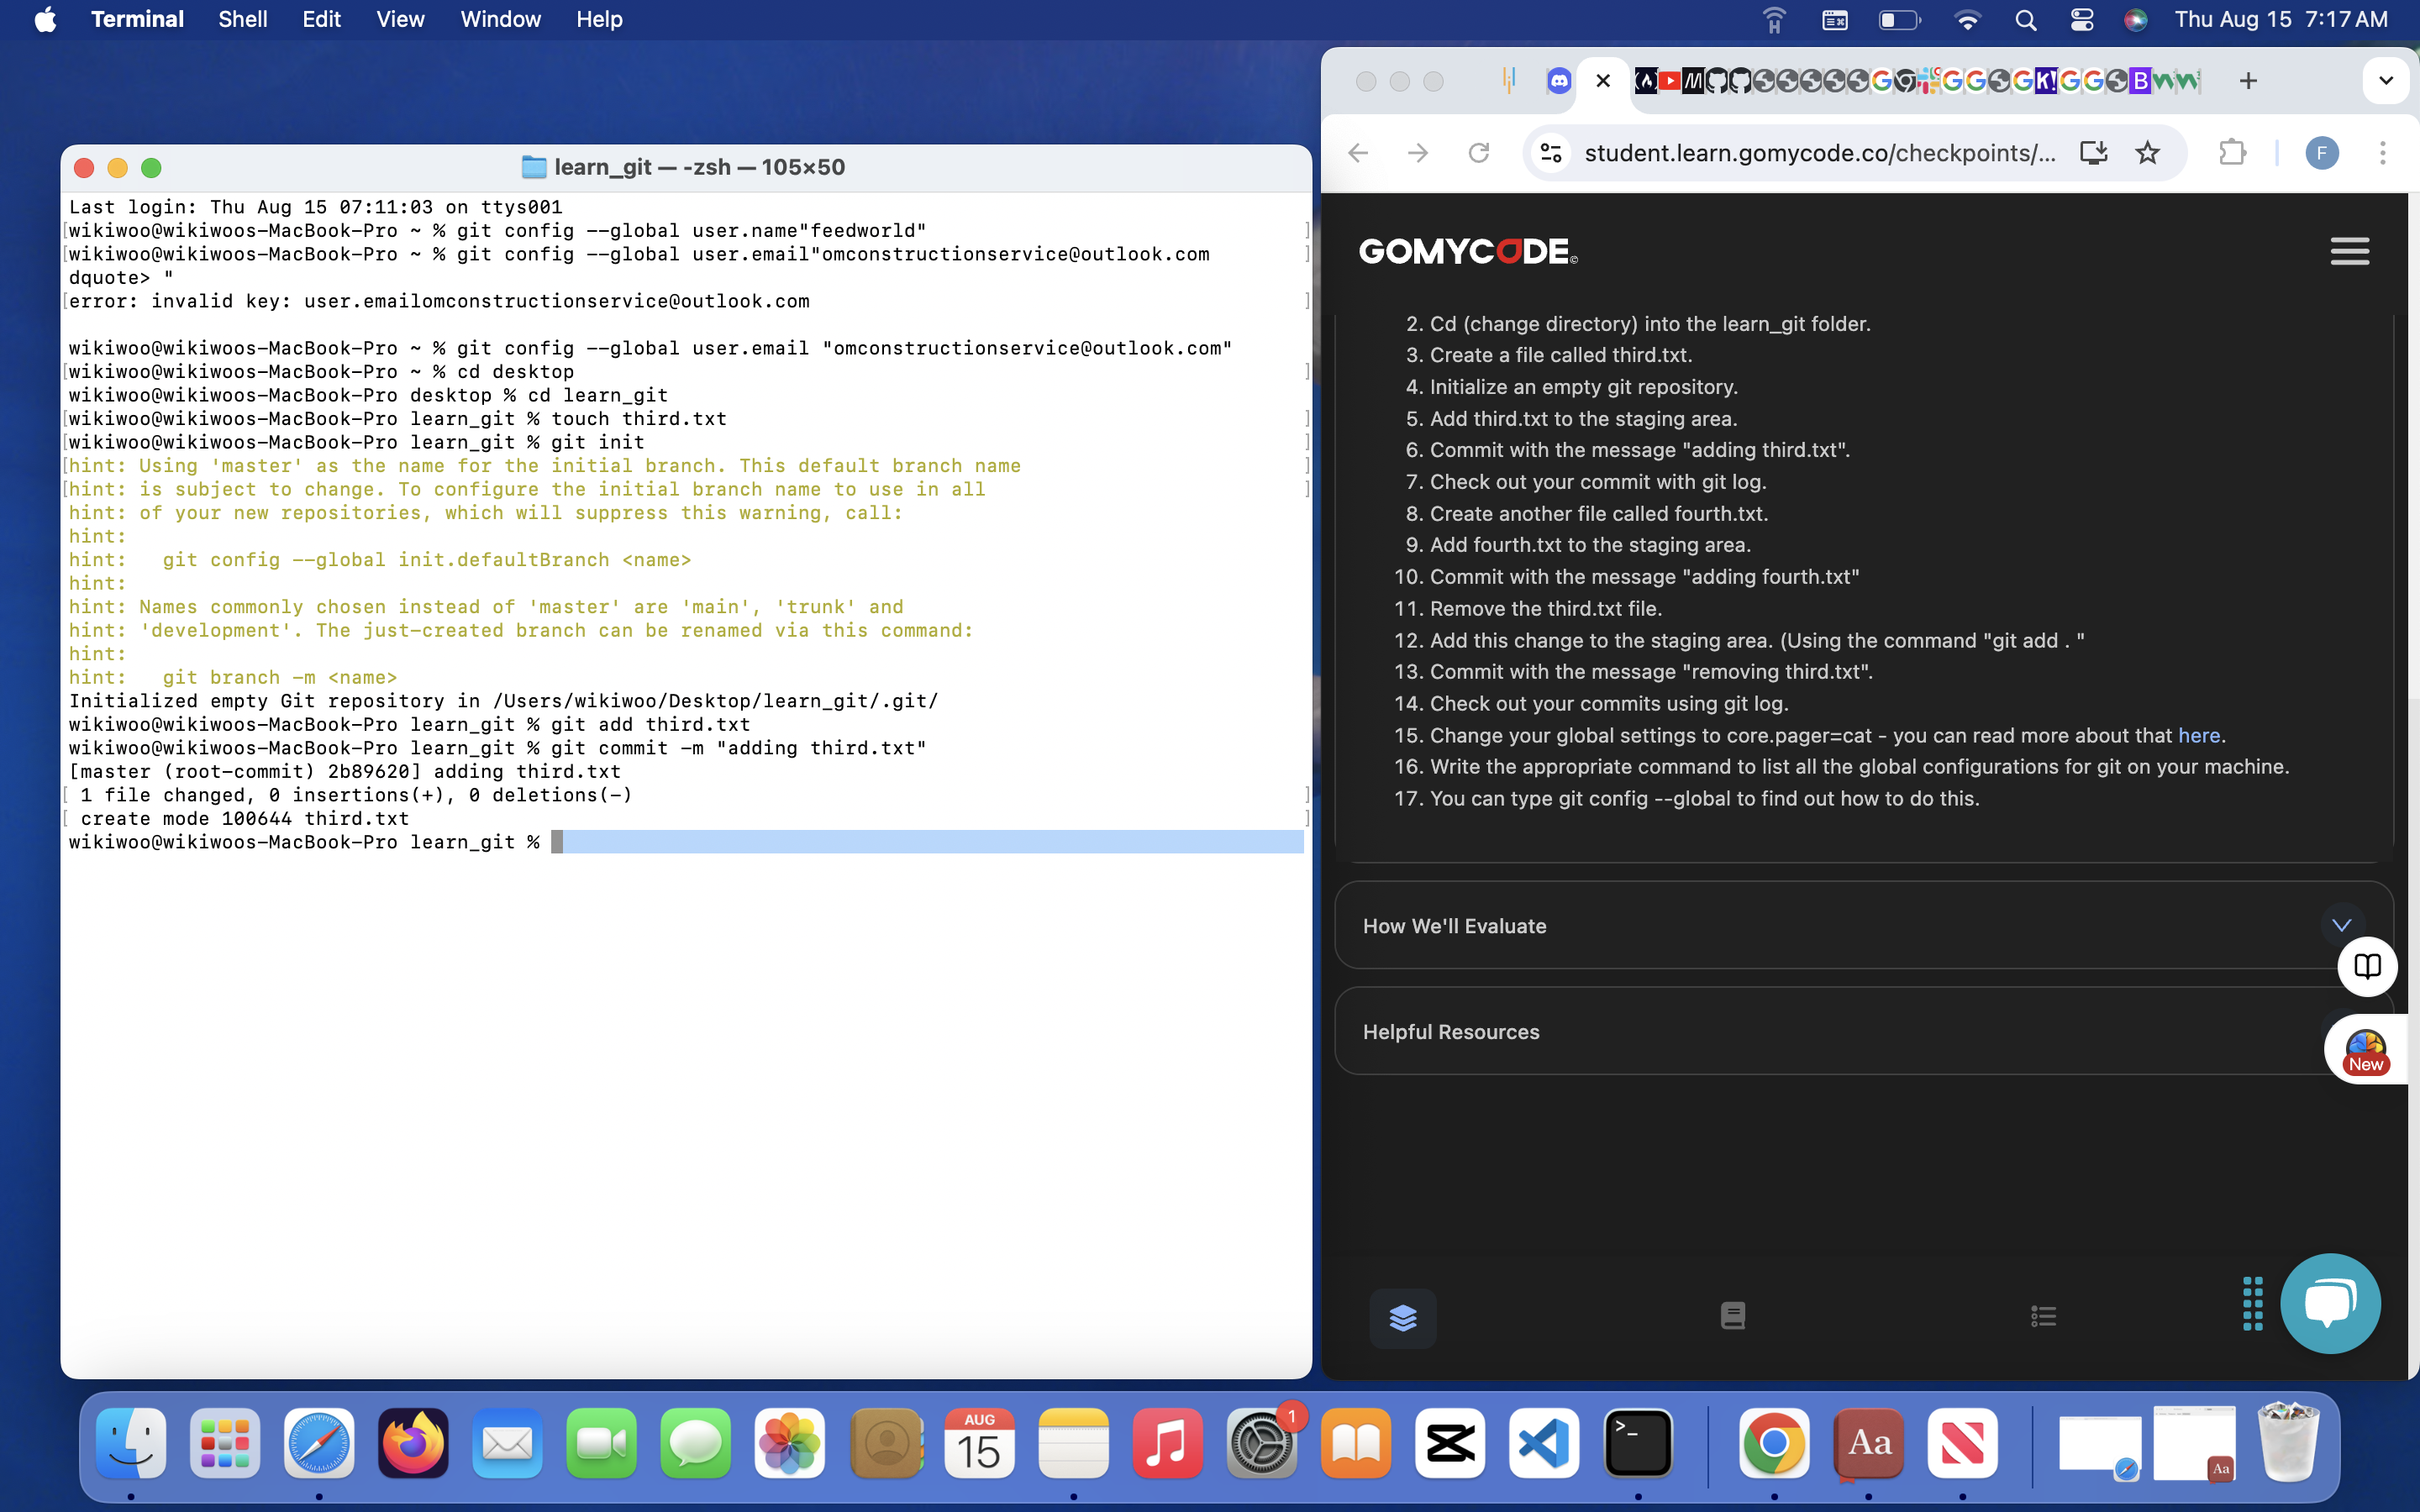 Terminal Shell Edit View Window Help
Thu Aug 15 7:17 AM
learn_git — -zsh — 105×50
Last login: Thu Aug 15 07:11:03 on ttys001
wikiwoo@wikiwoos-MacBook-Pro ~ % git config --global user.name"feedworld"
wikiwoo@wikiwoos-MacBook-Pro ~ % git config --global user.email"omconstructionservice@outlook.com
dquote> "
error: invalid key: user.emailomconstructionservice@outlook.com
wikiwoo@wikiwoos-MacBook-Pro ~ % git config --global user.email "omconstructionservice@outlook.com"
wikiwoo@wikiwoos-MacBook-Pro ~ % cd desktop
wikiwoo@wikiwoos-MacBook-Pro desktop % cd learn_git
wikiwoo@wikiwoos-MacBook-Pro learn_git % touch third.txt
wikiwoo@wikiwoos-MacBook-Pro learn_git % git init
hint: Using 'master' as the name for the initial branch. This default branch name
hint: is subject to change. To configure the initial branch name to use in all
hint: of your new repositories, which will suppress this warning, call:
hint:
hint:   git config --global init.defaultBranch <name>
hint:
hint: Names commonly chosen instead of 'master' are 'main', 'trunk' and
hint: 'development'. The just-created branch can be renamed via this command:
hint:
hint:   git branch -m <name>
Initialized empty Git repository in /Users/wikiwoo/Desktop/learn_git/.git/
wikiwoo@wikiwoos-MacBook-Pro learn_git % git add third.txt
wikiwoo@wikiwoos-MacBook-Pro learn_git % git commit -m "adding third.txt"
[master (root-commit) 2b89620] adding third.txt
 1 file changed, 0 insertions(+), 0 deletions(-)
 create mode 100644 third.txt
wikiwoo@wikiwoos-MacBook-Pro learn_git %
student.learn.gomycode.co/checkpoints/...
F
GOMYCODE©
2. Cd (change directory) into the learn_git folder.
3. Create a file called third.txt.
4. Initialize an empty git repository.
5. Add third.txt to the staging area.
6. Commit with the message "adding third.txt".
7. Check out your commit with git log.
8. Create another file called fourth.txt.
9. Add fourth.txt to the staging area.
10. Commit with the message "adding fourth.txt"
11. Remove the third.txt file.
12. Add this change to the staging area. (Using the command "git add . "
13. Commit with the message "removing third.txt".
14. Check out your commits using git log.
15. Change your global settings to core.pager=cat - you can read more about that here.
16. Write the appropriate command to list all the global configurations for git on your machine.
17. You can type git config --global to find out how to do this.
How We'll Evaluate
Helpful Resources
New
AUG
15
1
Aa
Aa